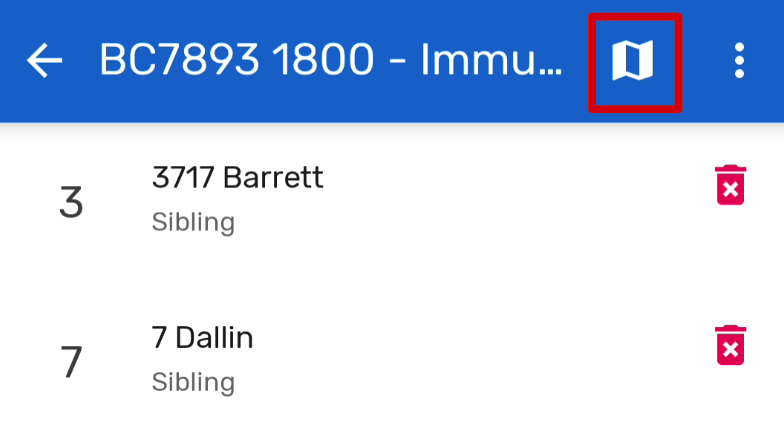 BC7893 1800 - Immu...
3
3717 Barrett
Sibling
7
7 Dallin
Sibling